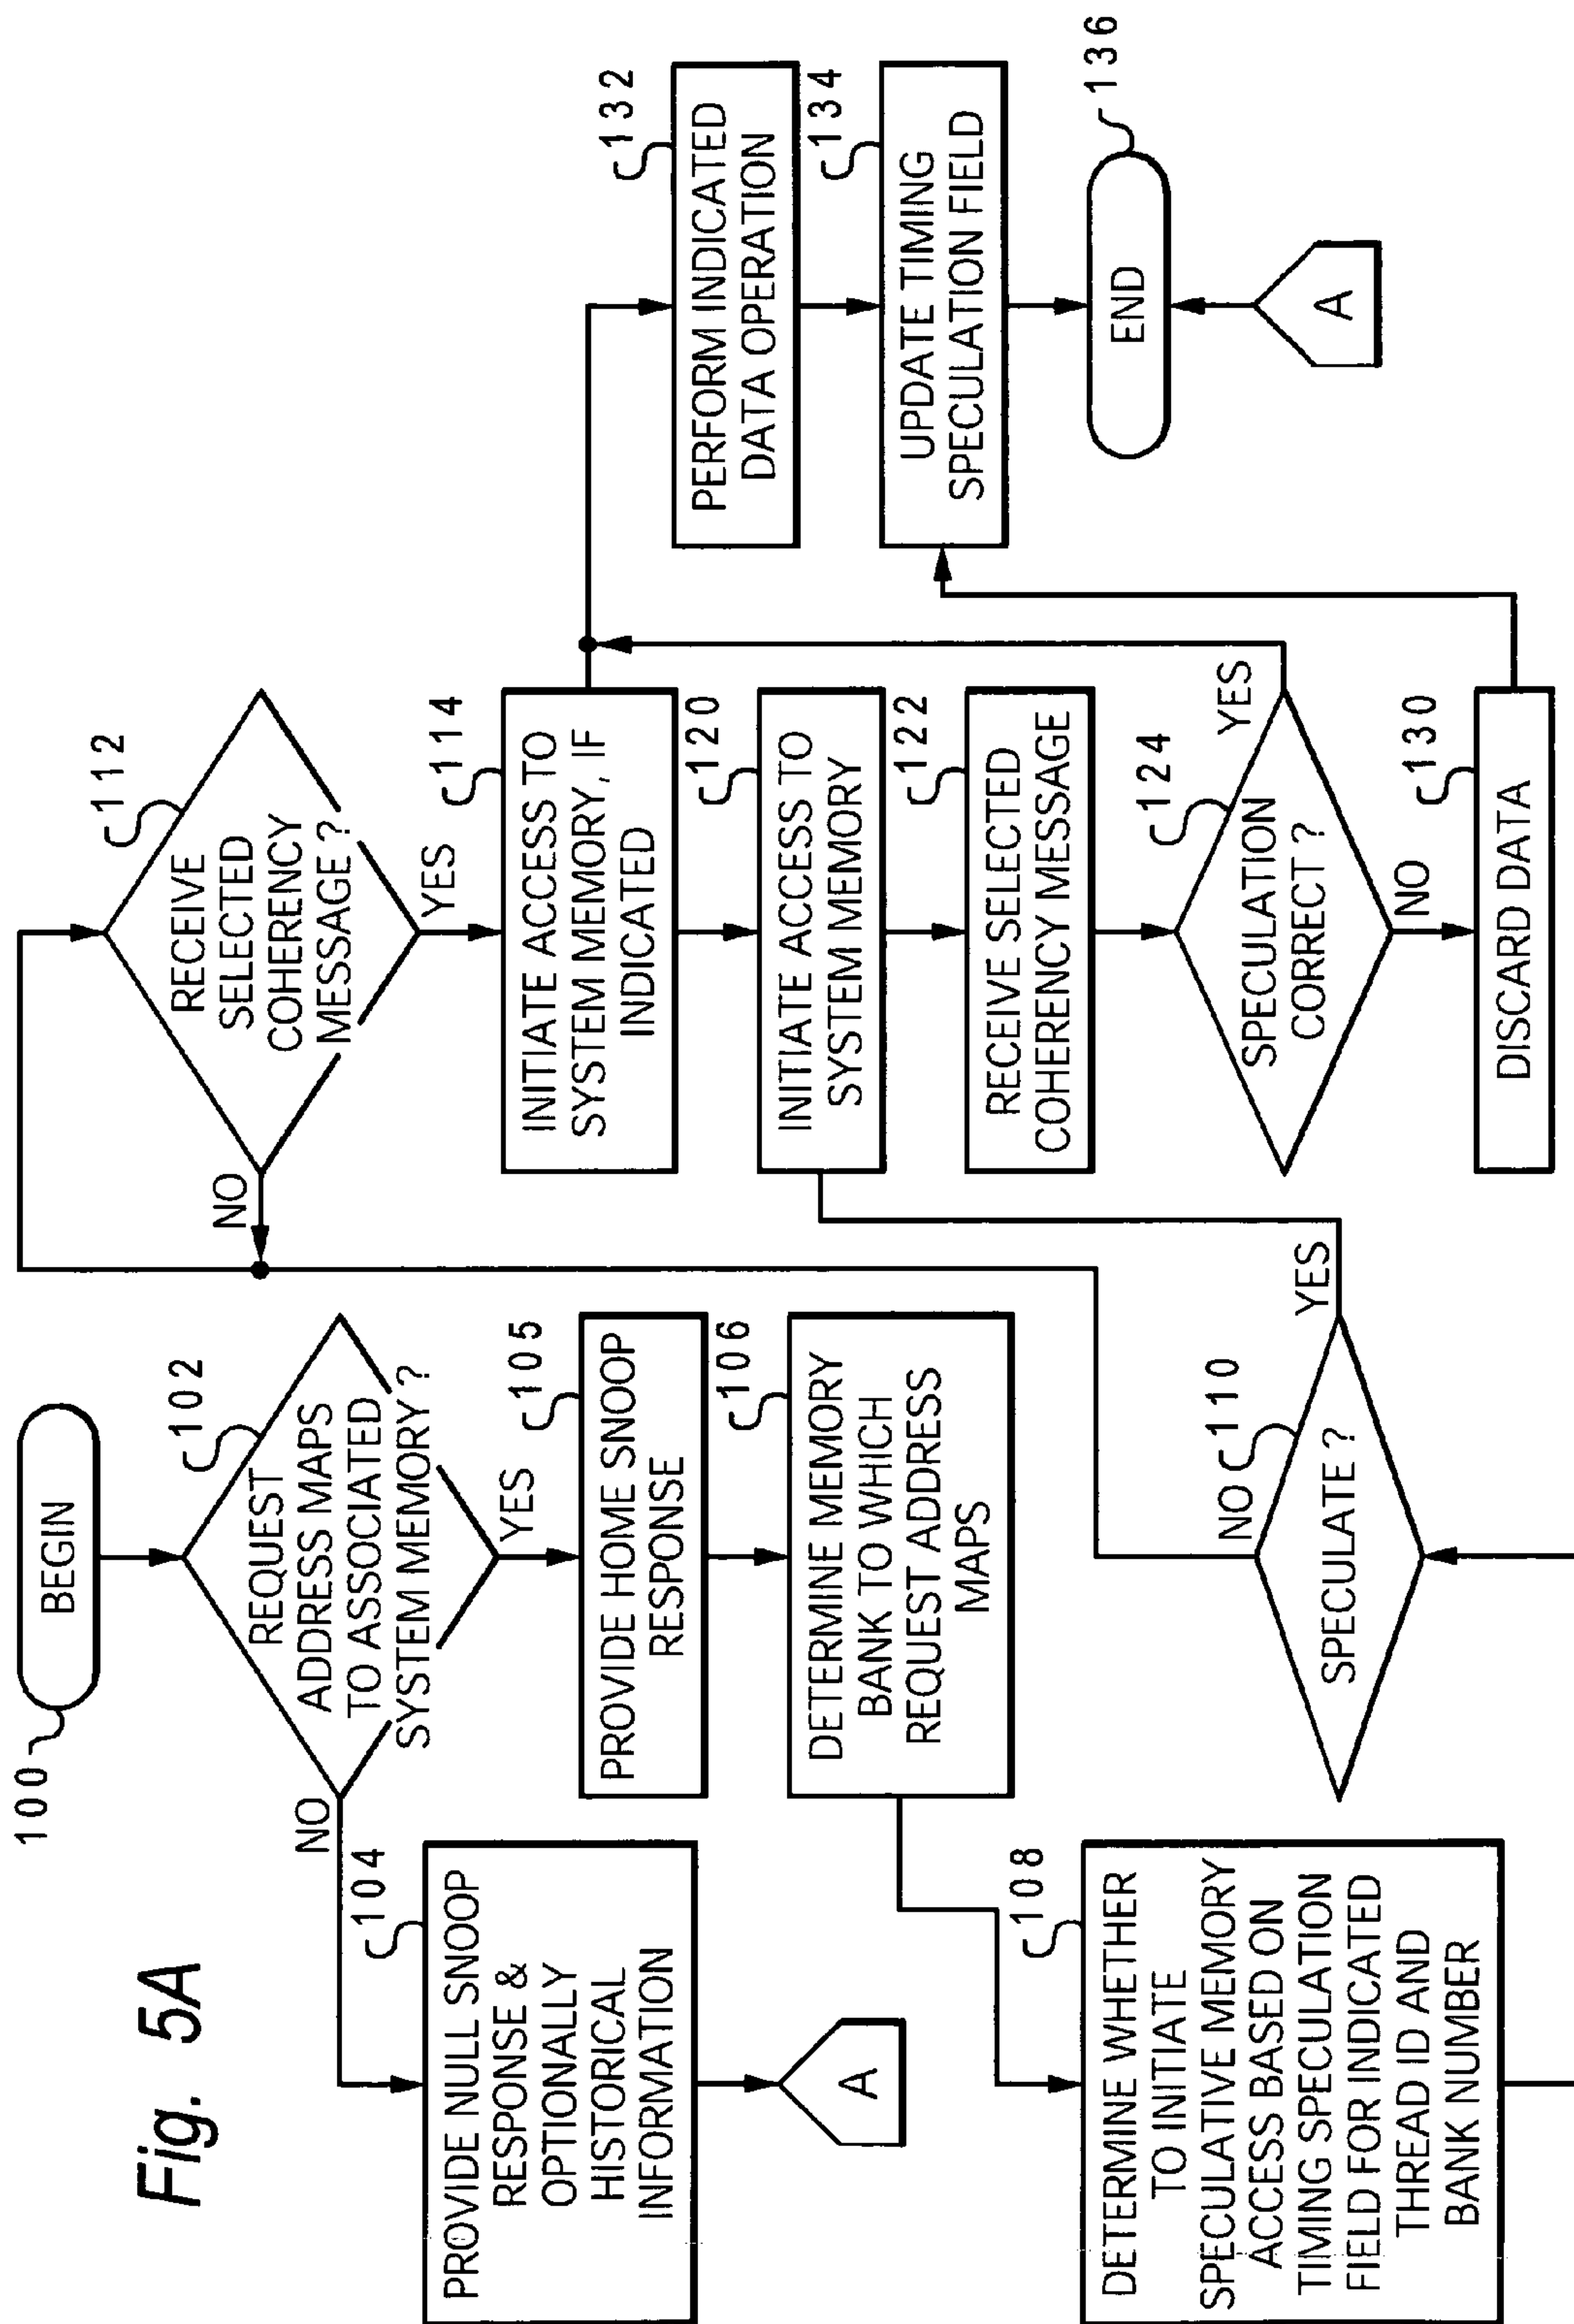 Fig. 5A
100
BEGIN
102
REQUEST
ADDRESS MAPS
TO ASSOCIATED
SYSTEM MEMORY ?
NO
YES
104
PROVIDE NULL SNOOP
RESPONSE &
OPTIONALLY
HISTORICAL
INFORMATION
A
105
PROVIDE HOME SNOOP
RESPONSE
106
DETERMINE MEMORY
BANK TO WHICH
REQUEST ADDRESS
MAPS
108
DETERMINE WHETHER
TO INITIATE
SPECULATIVE MEMORY
ACCESS BASED ON
TIMING SPECULATION
FIELD FOR INDICATED
THREAD ID AND
BANK NUMBER
110
SPECULATE ?
NO
YES
112
RECEIVE
SELECTED
COHERENCY
MESSAGE ?
NO
YES
114
INITIATE ACCESS TO
SYSTEM MEMORY, IF
INDICATED
120
INITIATE ACCESS TO
SYSTEM MEMORY
122
RECEIVE SELECTED
COHERENCY MESSAGE
124
SPECULATION
CORRECT ?
YES
NO
130
DISCARD DATA
132
PERFORM INDICATED
DATA OPERATION
134
UPDATE TIMING
SPECULATION FIELD
136
END
A